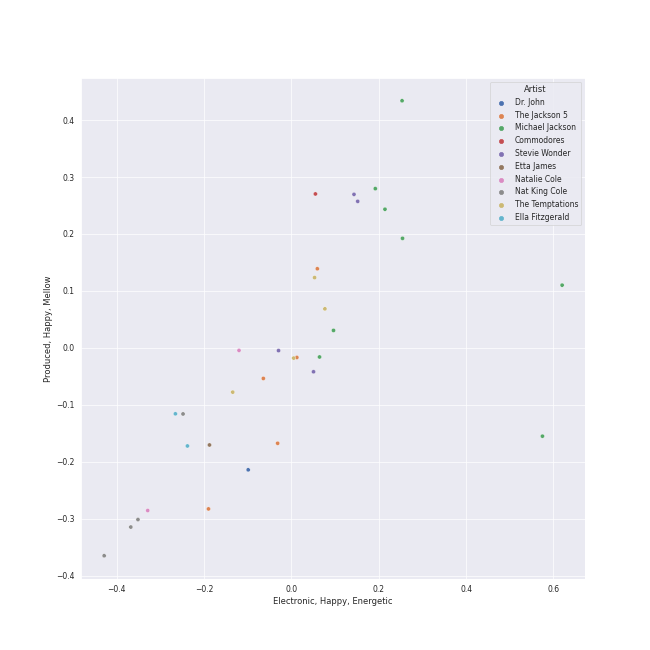 Artist
Dr. John
The Jackson 5
Michael Jackson
Commodores
Stevie Wonder
Etta James
Natalie Cole
Nat King Cole
The Temptations
Ella Fitzgerald
0.4
0.3
0.2
0.1
0.0
−0.1
−0.2
−0.3
−0.4
Produced, Happy, Mellow
−0.4 −0.2 0.0 0.2 0.4 0.6
Electronic, Happy, Energetic